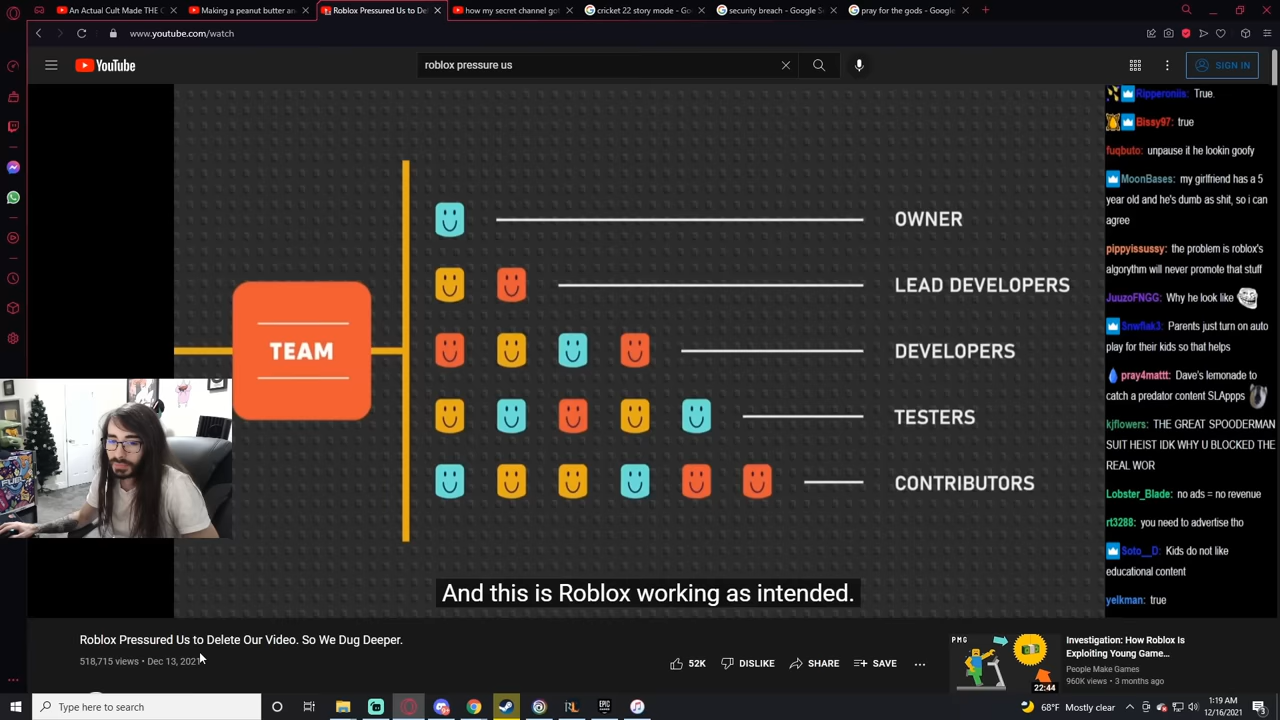 An Actual Cult Made THE C
Making a peanut butter an
Roblox Pressured Us to De
how my secret channel got
cricket 22 story mode - Go
security breach - Google S
pray for the gods - Google
www.youtube.com/watch
YouTube
roblox pressure us
SIGN IN
OWNER
LEAD DEVELOPERS
TEAM
DEVELOPERS
TESTERS
CONTRIBUTORS
And this is Roblox working as intended.
Ripperoniis: True.
Bissy97: true
fuqbuto: unpause it he lookin goofy
MoonBases: my girlfriend has a 5
year old and he's dumb as shit, so i can
agree
pippyissussy: the problem is roblox's
algorythm will never promote that stuff
JuuzoFNGG: Why he look like
Snwflak3: Parents just turn on auto
play for their kids so that helps
pray4mattt: Dave's lemonade to
catch a predator content SLAppps
kjflowers: THE GREAT SPOODERMAN
SUIT HEIST IDK WHY U BLOCKED THE
REAL WOR
Lobster_Blade: no ads = no revenue
rt3288: you need to advertise tho
Soto__D: Kids do not like
educational content
yelkman: true
Roblox Pressured Us to Delete Our Video. So We Dug Deeper.
518,715 views • Dec 13, 2021
52K
DISLIKE
SHARE
SAVE
PMG
22:44
Investigation: How Roblox Is
Exploiting Young Game...
People Make Games
960K views • 3 months ago
Type here to search
EPIC
68°F Mostly clear
1:19 AM
12/16/2021